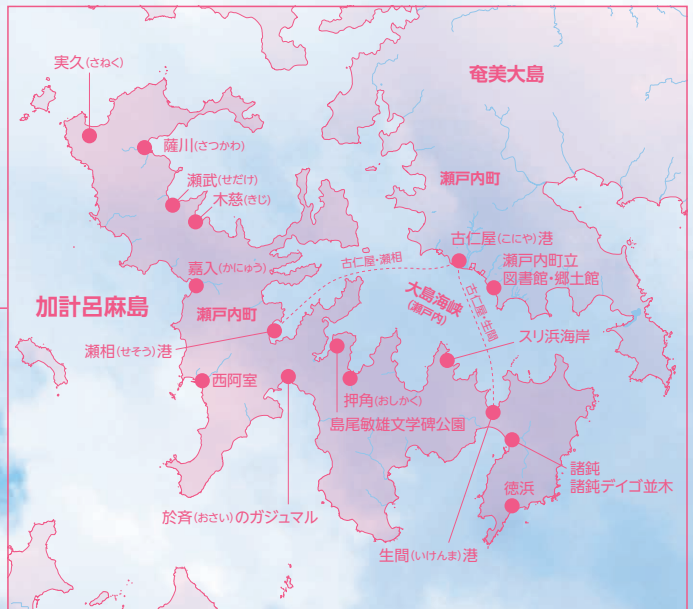 実久(さねく)
奄美大島
薩川(さつかわ)
瀬武(せだけ)
瀬戸内町
木慈(きじ)
古仁屋(こにや)港
古仁屋・瀬相
瀬戸内町立
図書館・郷土館
嘉入(かにゅう)
大島海峡
(瀬戸内)
古仁屋・生間
加計呂麻島
瀬戸内町
スリ浜海岸
瀬相(せそう)港
西阿室
押角(おしかく)
島尾敏雄文学碑公園
諸鈍
諸鈍デイゴ並木
徳浜
於斉(おさい)のガジュマル
生間(いけんま)港